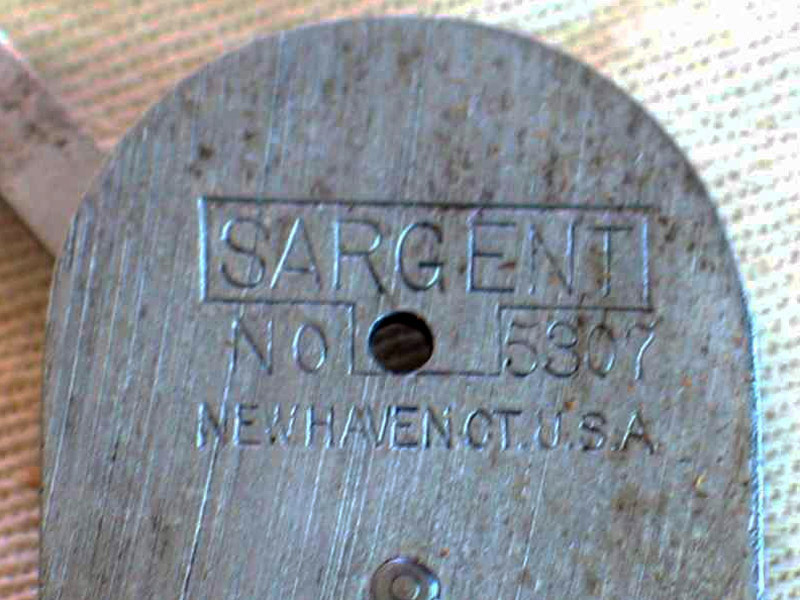 SARGENT
NO 5307
NEW HAVEN CT. U.S.A.